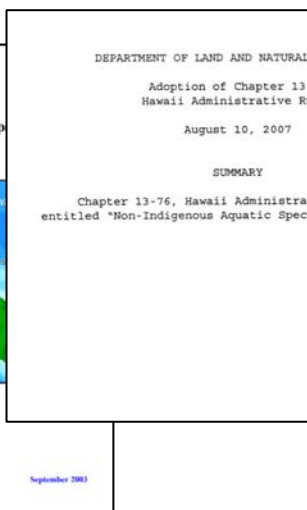 DEPARTMENT OF LAND AND NATURAL
Adoption of Chapter 13
Hawaii Administrative R
August 10, 2007
SUMMARY
Chapter 13-76, Hawaii Administra
entitled "Non-Indigenous Aquatic Spec
September 2003